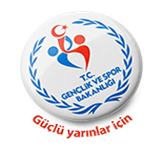 T.C.
GENÇLİK VE SPOR
BAKANLIĞI
Güçlü yarınlar için